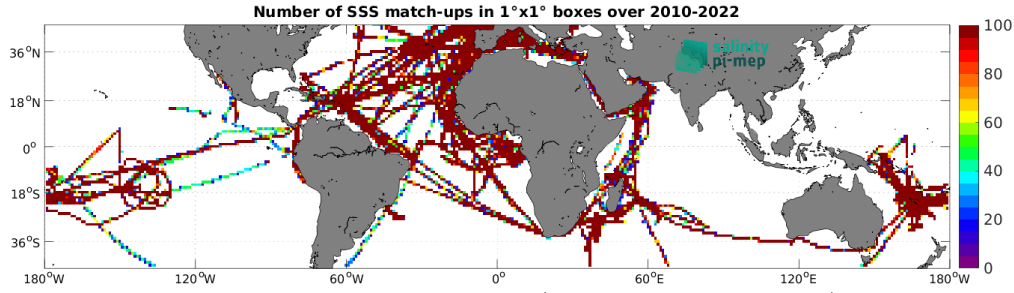 Number of SSS match-ups in 1°x1° boxes over 2010-2022
salinity
pi-mep
100
80
60
40
20
0
36°N
18°N
0°
18°S
36°S
180°W
120°W
60°W
0°
60°E
120°E
180°W